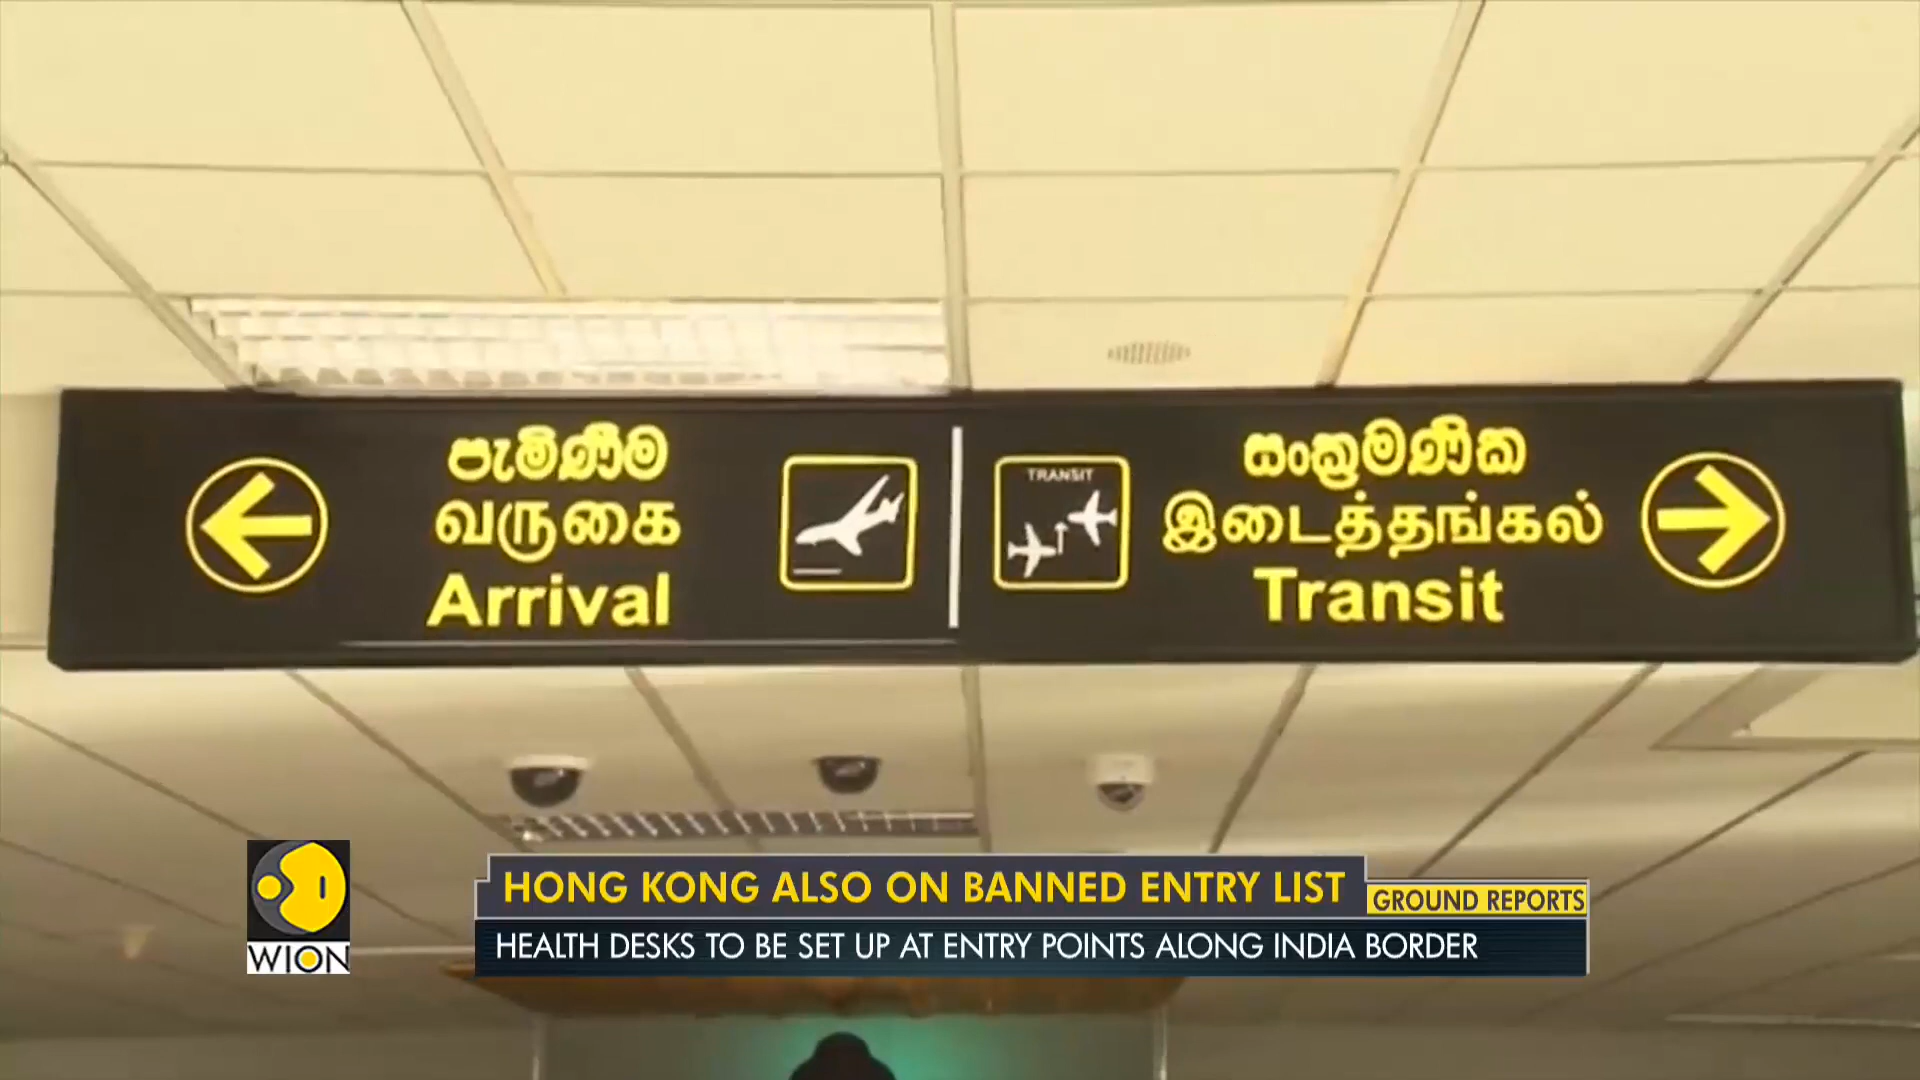 පැමිණීම
வருகை
Arrival
TRANSIT
සංක්‍රමණික
இடைத்தங்கல்
Transit
HONG KONG ALSO ON BANNED ENTRY LIST
GROUND REPORTS
HEALTH DESKS TO BE SET UP AT ENTRY POINTS ALONG INDIA BORDER
WION